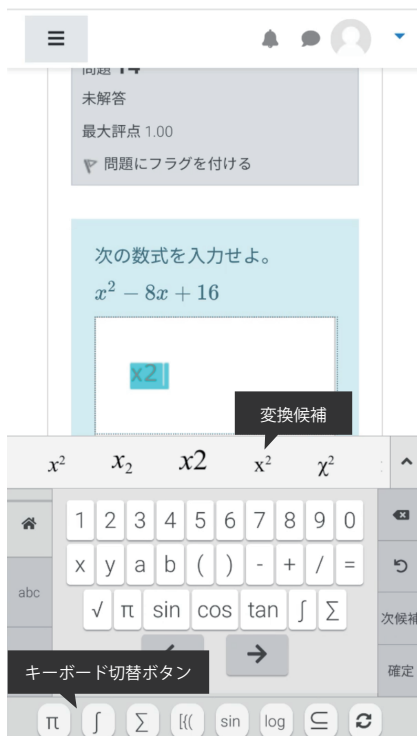 問題 14
未解答
最大評点 1.00
問題にフラグを付ける
次の数式を入力せよ。
x² − 8x + 16
x2
変換候補
x² x₂ x2 x² χ²
1 2 3 4 5 6 7 8 9 0
x y a b ( ) - + / =
abc
√ π sin cos tan ∫ Σ
次候補
キーボード切替ボタン
確定
π ∫ Σ [{( sin log ⊆